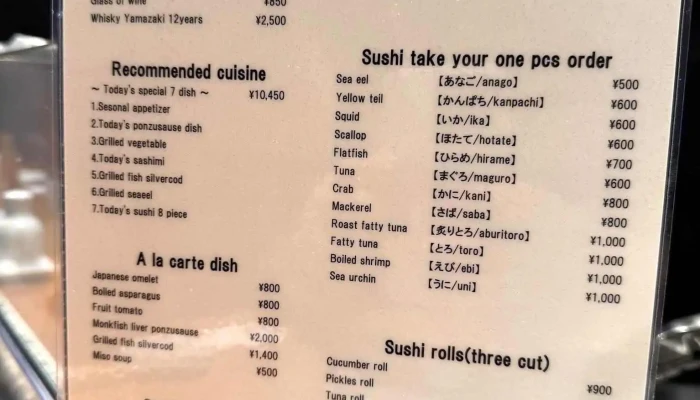 Glass of wine ¥850
Whisky Yamazaki 12years ¥2,500
Recommended cuisine
～ Today's special 7 dish ～ ¥10,450
1.Sesonal appetizer
2.Today's ponzusause dish
3.Grilled vegetable
4.Today's sashimi
5.Grilled fish silvercod
6.Grilled seaeel
7.Today's sushi 8 piece
A la carte dish
Japanese omelet ¥800
Boiled asparagus ¥800
Fruit tomato ¥800
Monkfish liver ponzusause ¥2,000
Grilled fish silvercod ¥1,400
Miso soup ¥500
Sushi take your one pcs order
Sea eel 【あなご/anago】 ¥500
Yellow teil 【かんぱち/kanpachi】 ¥600
Squid 【いか/ika】 ¥600
Scallop 【ほたて/hotate】 ¥600
Flatfish 【ひらめ/hirame】 ¥700
Tuna 【まぐろ/maguro】 ¥600
Crab 【かに/kani】 ¥800
Mackerel 【さば/saba】 ¥800
Roast fatty tuna 【炙りとろ/aburitoro】 ¥1,000
Fatty tuna 【とろ/toro】 ¥1,000
Boiled shrimp 【えび/ebi】 ¥1,000
Sea urchin 【うに/uni】 ¥1,000
Sushi rolls(three cut)
Cucumber roll ¥900
Pickles roll
Tuna roll